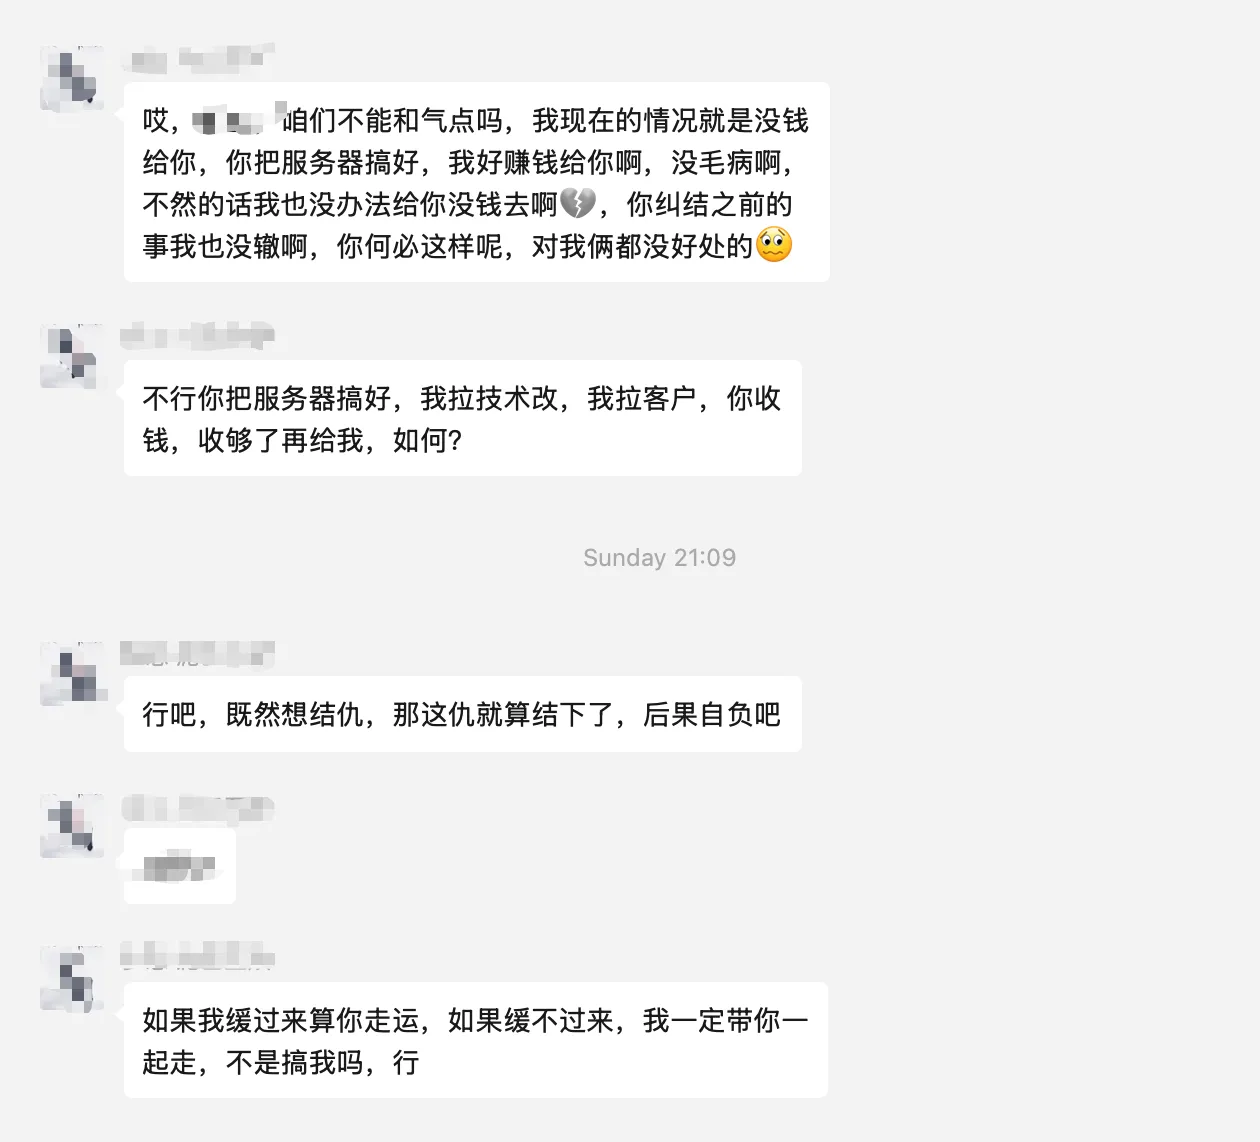 哎，咱们不能和气点吗，我现在的情况就是没钱
给你，你把服务器搞好，我好赚钱给你啊，没毛病啊，
不然的话我也没办法给你没钱去啊💔，你纠结之前的
事我也没辙啊，你何必这样呢，对我俩都没好处的🥴
不行你把服务器搞好，我拉技术改，我拉客户，你收
钱，收够了再给我，如何?
Sunday 21:09
行吧，既然想结仇，那这仇就算结下了，后果自负吧
如果我缓过来算你走运，如果缓不过来，我一定带你一
起走，不是搞我吗，行